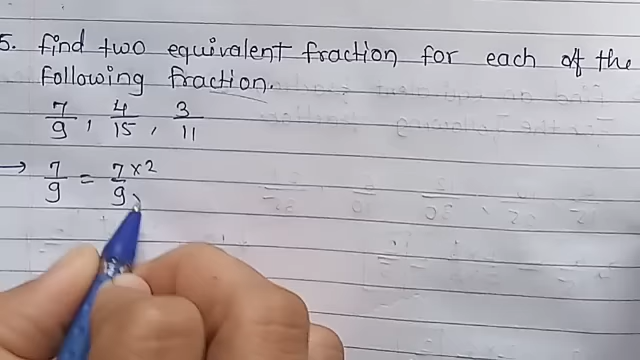 5. find two equivalent fraction for each of the
following fraction.
7/9, 4/15, 3/11
→ 7/9 = 7×2/9